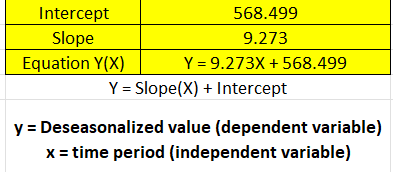 Intercept 568.499
Slope 9.273
Equation Y(X) Y = 9.273X + 568.499
Y = Slope(X) + Intercept
y = Deseasonalized value (dependent variable)
x = time period (independent variable)